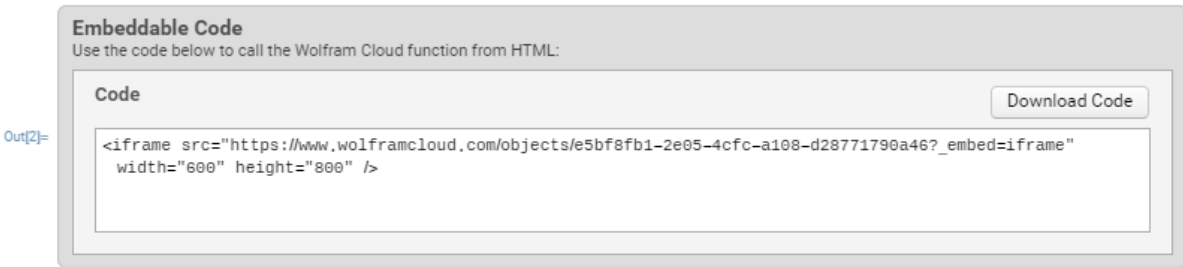 Embeddable Code
Use the code below to call the Wolfram Cloud function from HTML:
Code
Download Code
Out[2]=
<iframe src="https://www.wolframcloud.com/objects/e5bf8fb1-2e05-4cfc-a108-d28771790a46?_embed=iframe"
width="600" height="800" />